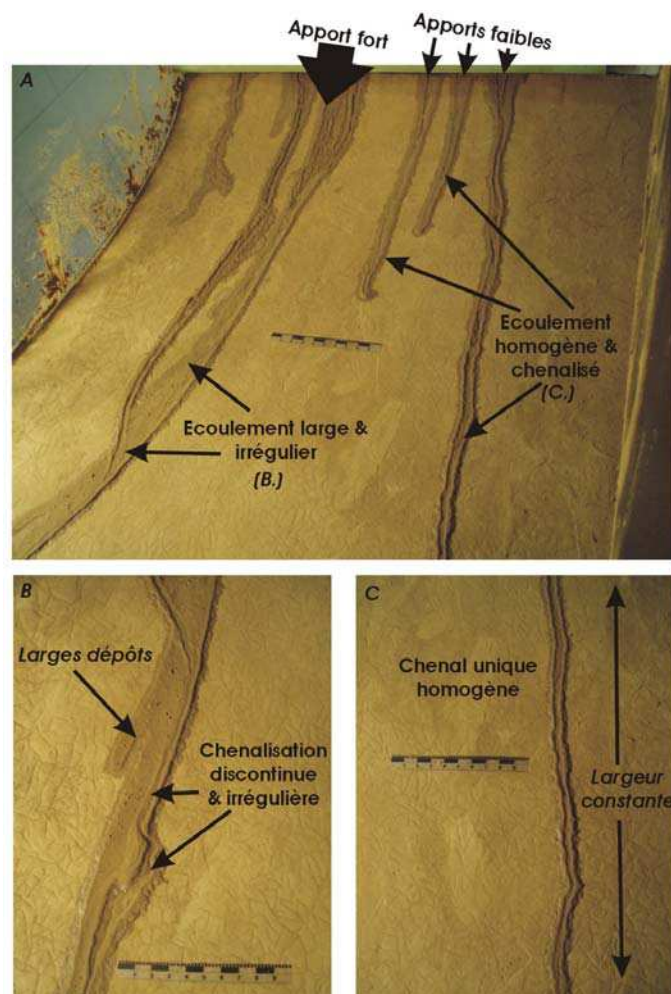 Apport fort
Apports faibles
A
Ecoulement
homogène &
chenalisé
(C.)
Ecoulement large &
irrégulier
(B.)
B
Larges dépôts
Chenalisation
discontinue
& irrégulière
C
Chenal unique
homogène
Largeur
constante